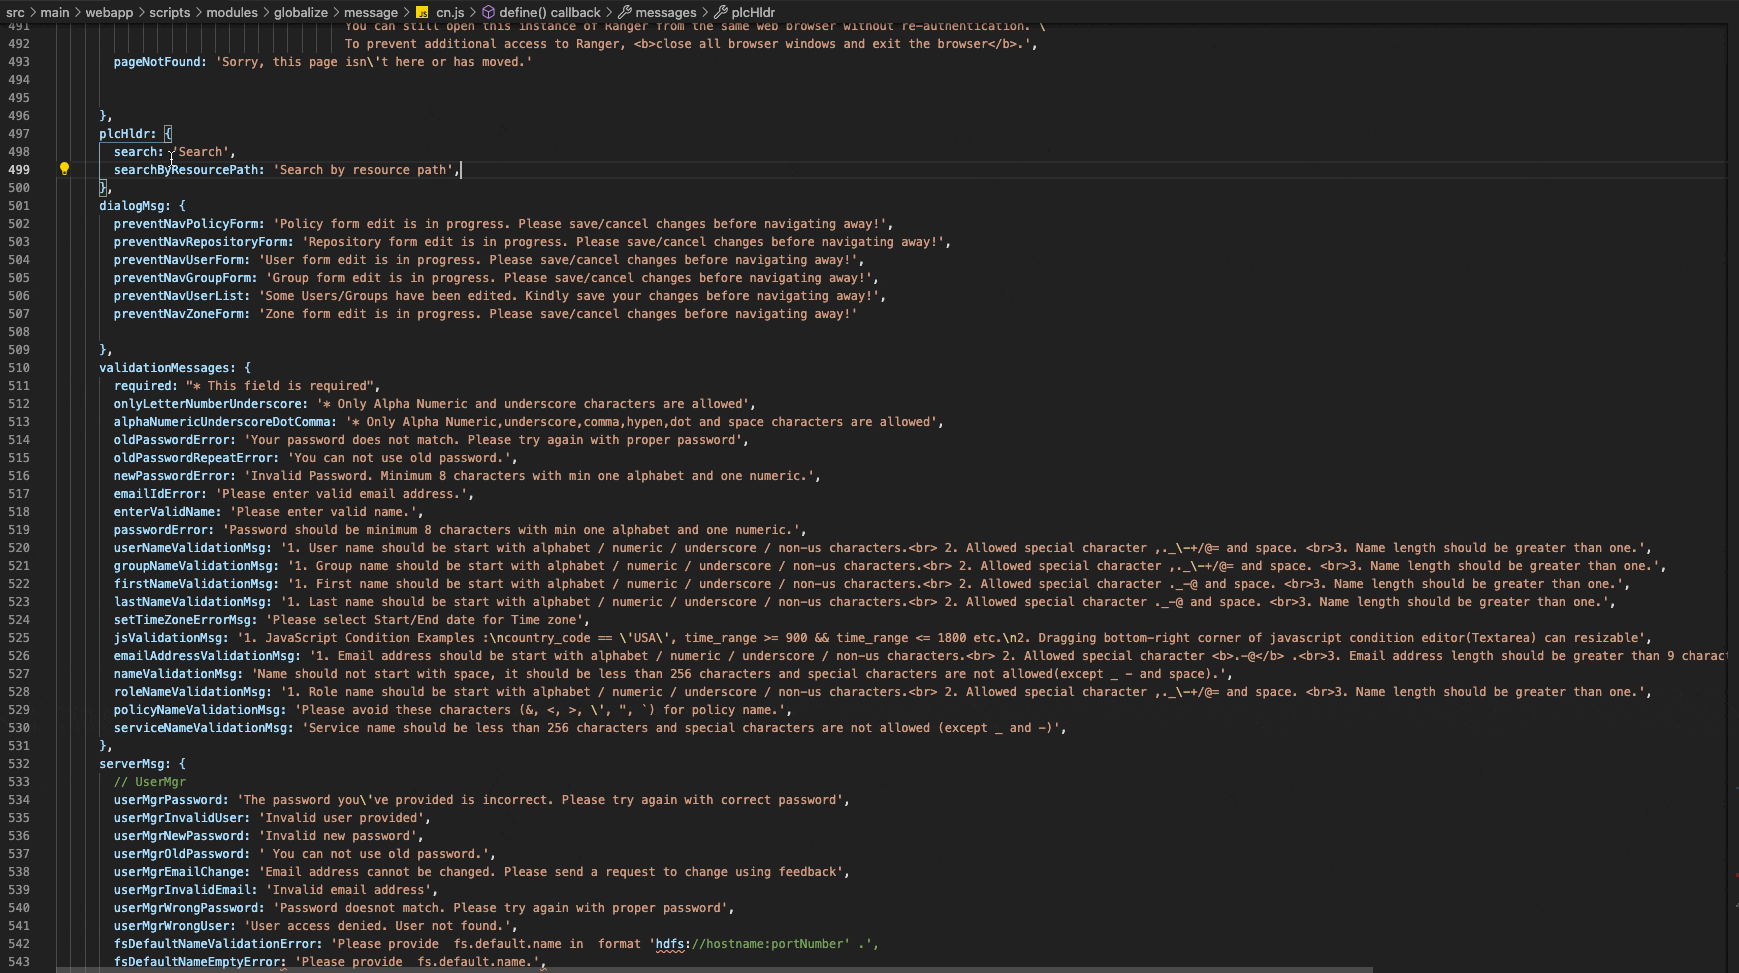 src > main > webapp > scripts > modules > globalize > message > JS cn.js > define() callback > messages > plcHldr
491 You can still open this instance of Ranger from the same web browser without re-authentication. \
492 To prevent additional access to Ranger, <b>close all browser windows and exit the browser</b>.',
493 pageNotFound: 'Sorry, this page isn\'t here or has moved.'
494
495
496 },
497 plcHldr: {
498 search: 'Search',
499 searchByResourcePath: 'Search by resource path',
500 },
501 dialogMsg: {
502 preventNavPolicyForm: 'Policy form edit is in progress. Please save/cancel changes before navigating away!',
503 preventNavRepositoryForm: 'Repository form edit is in progress. Please save/cancel changes before navigating away!',
504 preventNavUserForm: 'User form edit is in progress. Please save/cancel changes before navigating away!',
505 preventNavGroupForm: 'Group form edit is in progress. Please save/cancel changes before navigating away!',
506 preventNavUserList: 'Some Users/Groups have been edited. Kindly save your changes before navigating away!',
507 preventNavZoneForm: 'Zone form edit is in progress. Please save/cancel changes before navigating away!'
508
509 },
510 validationMessages: {
511 required: "* This field is required",
512 onlyLetterNumberUnderscore: '* Only Alpha Numeric and underscore characters are allowed',
513 alphaNumericUnderscoreDotComma: '* Only Alpha Numeric,underscore,comma,hypen,dot and space characters are allowed',
514 oldPasswordError: 'Your password does not match. Please try again with proper password',
515 oldPasswordRepeatError: 'You can not use old password.',
516 newPasswordError: 'Invalid Password. Minimum 8 characters with min one alphabet and one numeric.',
517 emailIdError: 'Please enter valid email address.',
518 enterValidName: 'Please enter valid name.',
519 passwordError: 'Password should be minimum 8 characters with min one alphabet and one numeric.',
520 userNameValidationMsg: '1. User name should be start with alphabet / numeric / underscore / non-us characters.<br> 2. Allowed special character ,._\-+/@= and space. <br>3. Name length should be greater than one.',
521 groupNameValidationMsg: '1. Group name should be start with alphabet / numeric / underscore / non-us characters.<br> 2. Allowed special character ,._\-+/@= and space. <br>3. Name length should be greater than one.',
522 firstNameValidationMsg: '1. First name should be start with alphabet / numeric / underscore / non-us characters.<br> 2. Allowed special character ._-@ and space. <br>3. Name length should be greater than one.',
523 lastNameValidationMsg: '1. Last name should be start with alphabet / numeric / underscore / non-us characters.<br> 2. Allowed special character ._-@ and space. <br>3. Name length should be greater than one.',
524 setTimeZoneErrorMsg: 'Please select Start/End date for Time zone',
525 jsValidationMsg: '1. JavaScript Condition Examples :\ncountry_code == \'USA\', time_range >= 900 && time_range <= 1800 etc.\n2. Dragging bottom-right corner of javascript condition editor(Textarea) can resizable',
526 emailAddressValidationMsg: '1. Email address should be start with alphabet / numeric / underscore / non-us characters.<br> 2. Allowed special character <b>.-@</b> .<br>3. Email address length should be greater than 9 charact
527 nameValidationMsg: 'Name should not start with space, it should be less than 256 characters and special characters are not allowed(except _ - and space).',
528 roleNameValidationMsg: '1. Role name should be start with alphabet / numeric / underscore / non-us characters.<br> 2. Allowed special character ,._\-+/@= and space. <br>3. Name length should be greater than one.',
529 policyNameValidationMsg: 'Please avoid these characters (&, <, >, \', ", `) for policy name.',
530 serviceNameValidationMsg: 'Service name should be less than 256 characters and special characters are not allowed (except _ and -)',
531 },
532 serverMsg: {
533 // UserMgr
534 userMgrPassword: 'The password you\'ve provided is incorrect. Please try again with correct password',
535 userMgrInvalidUser: 'Invalid user provided',
536 userMgrNewPassword: 'Invalid new password',
537 userMgrOldPassword: ' You can not use old password.',
538 userMgrEmailChange: 'Email address cannot be changed. Please send a request to change using feedback',
539 userMgrInvalidEmail: 'Invalid email address',
540 userMgrWrongPassword: 'Password doesnot match. Please try again with proper password',
541 userMgrWrongUser: 'User access denied. User not found.',
542 fsDefaultNameValidationError: 'Please provide  fs.default.name in  format 'hdfs://hostname:portNumber' .',
543 fsDefaultNameEmptyError: 'Please provide  fs.default.name.',